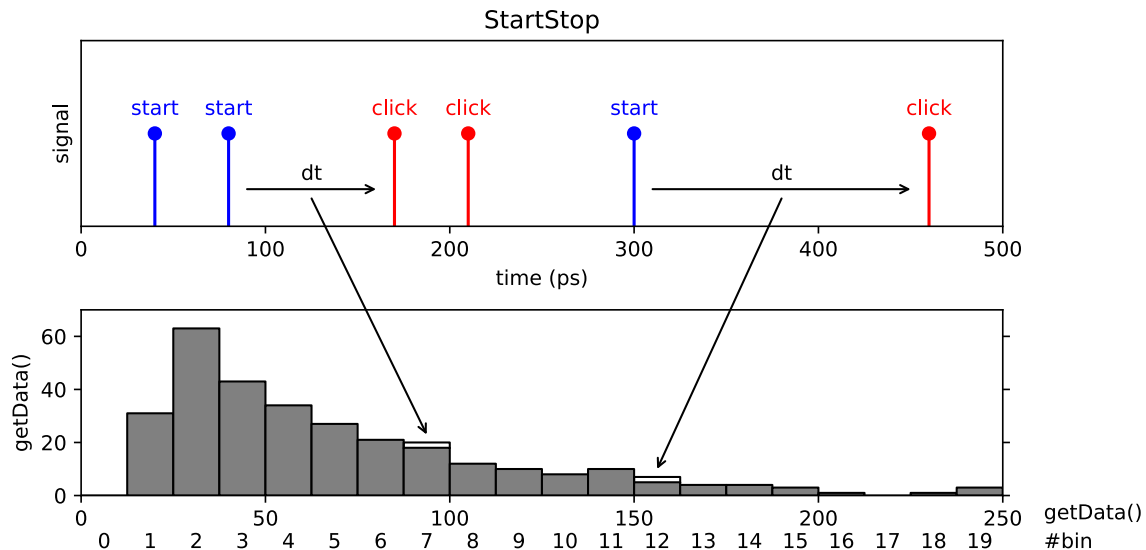 StartStop
signal
start start click click start click
dt dt
0 100 200 300 400 500
time (ps)
getData()
60
40
20
0
0 50 100 150 200 250 getData()
0 1 2 3 4 5 6 7 8 9 10 11 12 13 14 15 16 17 18 19 #bin